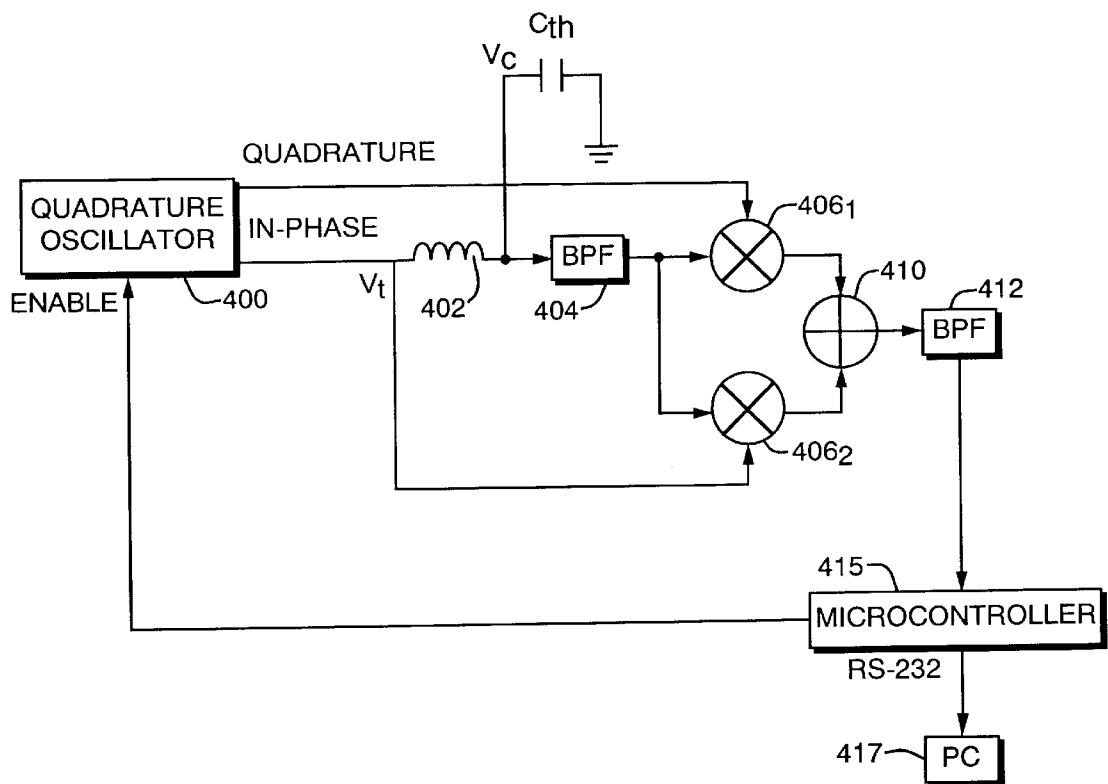 Cth
VC
QUADRATURE
QUADRATURE
OSCILLATOR
IN-PHASE
Vt
ENABLE
400
402
BPF
404
4061
410
412
BPF
4062
415
MICROCONTROLLER
RS-232
417
PC